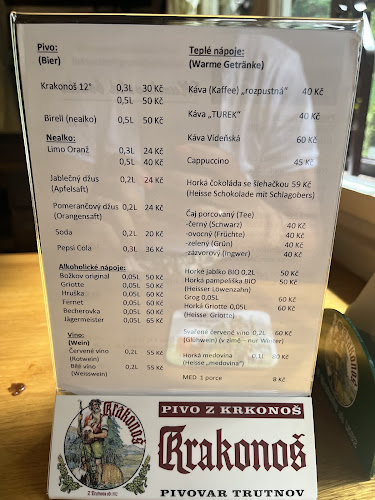 Pivo:
(Bier)
Krakonoš 12° 0,3L 30 Kč
0,5L 50 Kč
Birell (nealko) 0,5L 50 Kč
Nealko:
Limo Oranž 0,3L 24 Kč
0,5L 40 Kč
Jablečný džus 0,2L 24 Kč
(Apfelsaft)
Pomerančový džus 0,2L 24 Kč
(Orangensaft)
Soda 0,2L 20 Kč
Pepsi Cola 0,3L 36 Kč
Alkoholické nápoje:
Božkov original 0,05L 50 Kč
Griotte 0,05L 50 Kč
Hruška 0,05L 60 Kč
Fernet 0,05L 60 Kč
Becherovka 0,05L 60 Kč
Jägermeister 0,05L 65 Kč
Víno:
(Wein)
Červené víno 0,2L 55 Kč
(Rotwein)
Bílé víno 0,2L 55 Kč
(Weisswein)
Teplé nápoje:
(Warme Getränke)
Káva (Kaffee) „rozpustná" 40 Kč
Káva „TUREK" 40 Kč
Káva Vídeňská 60 Kč
Cappuccino 45 Kč
Horká čokoláda se šlehačkou 59 Kč
(Heisse Schokolade mit Schlagobers)
Čaj porcovaný (Tee)
-černý (Schwarz) 40 Kč
-ovocný (Früchte) 40 Kč
-zelený (Grün) 40 Kč
-zázvorový (Ingwer) 40 Kč
Horké jablko BIO 0,2L 50 Kč
Horká pampeliška BIO 50 Kč
(Heisser Löwenzahn)
Grog 0,05L 60 Kč
Horká Griotte 0,05L 60 Kč
(Heisse Griotte)
Svařené červené víno 0,2L 60 Kč
(Glühwein) (v zimě – nur Winter)
Horká medovina 0,1L 60 Kč
(Heisse „medovina")
MED 1 porce 8 Kč
Krakonoš
PIVO Z KRKONOŠ
Krakonoš
PIVOVAR TRUTNOV